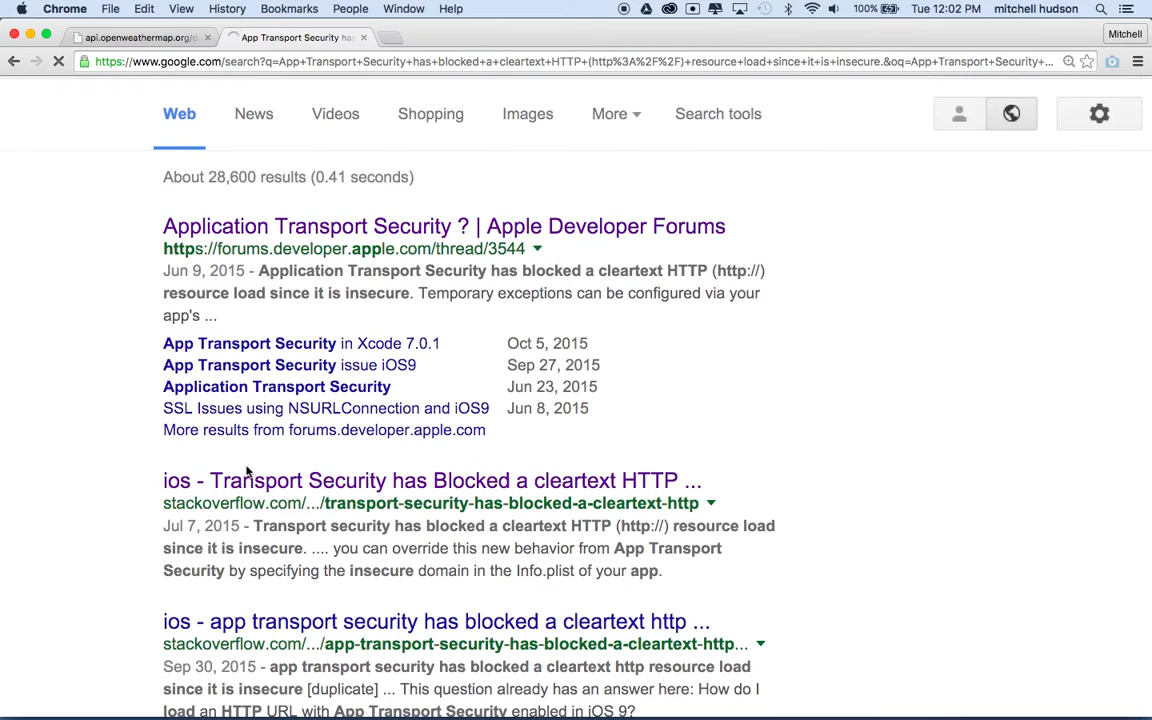 Chrome File Edit View History Bookmarks People Window Help 100% Tue 12:02 PM mitchell hudson
api.openweathermap.org/d × App Transport Security has × Mitchell
https://www.google.com/search?q=App+Transport+Security+has+blocked+a+cleartext+HTTP+(http%3A%2F%2F)+resource+load+since+it+is+insecure.&oq=App+Transport+Security+...
Web News Videos Shopping Images More Search tools
About 28,600 results (0.41 seconds)
Application Transport Security ? | Apple Developer Forums
https://forums.developer.apple.com/thread/3544
Jun 9, 2015 - Application Transport Security has blocked a cleartext HTTP (http://)
resource load since it is insecure. Temporary exceptions can be configured via your
app's ...
App Transport Security in Xcode 7.0.1 Oct 5, 2015
App Transport Security issue iOS9 Sep 27, 2015
Application Transport Security Jun 23, 2015
SSL Issues using NSURLConnection and iOS9 Jun 8, 2015
More results from forums.developer.apple.com
ios - Transport Security has Blocked a cleartext HTTP ...
stackoverflow.com/.../transport-security-has-blocked-a-cleartext-http
Jul 7, 2015 - Transport security has blocked a cleartext HTTP (http://) resource load
since it is insecure. .... you can override this new behavior from App Transport
Security by specifying the insecure domain in the Info.plist of your app.
ios - app transport security has blocked a cleartext http ...
stackoverflow.com/.../app-transport-security-has-blocked-a-cleartext-http...
Sep 30, 2015 - app transport security has blocked a cleartext http resource load
since it is insecure [duplicate] ... This question already has an answer here: How do I
load an HTTP URL with App Transport Security enabled in iOS 9?